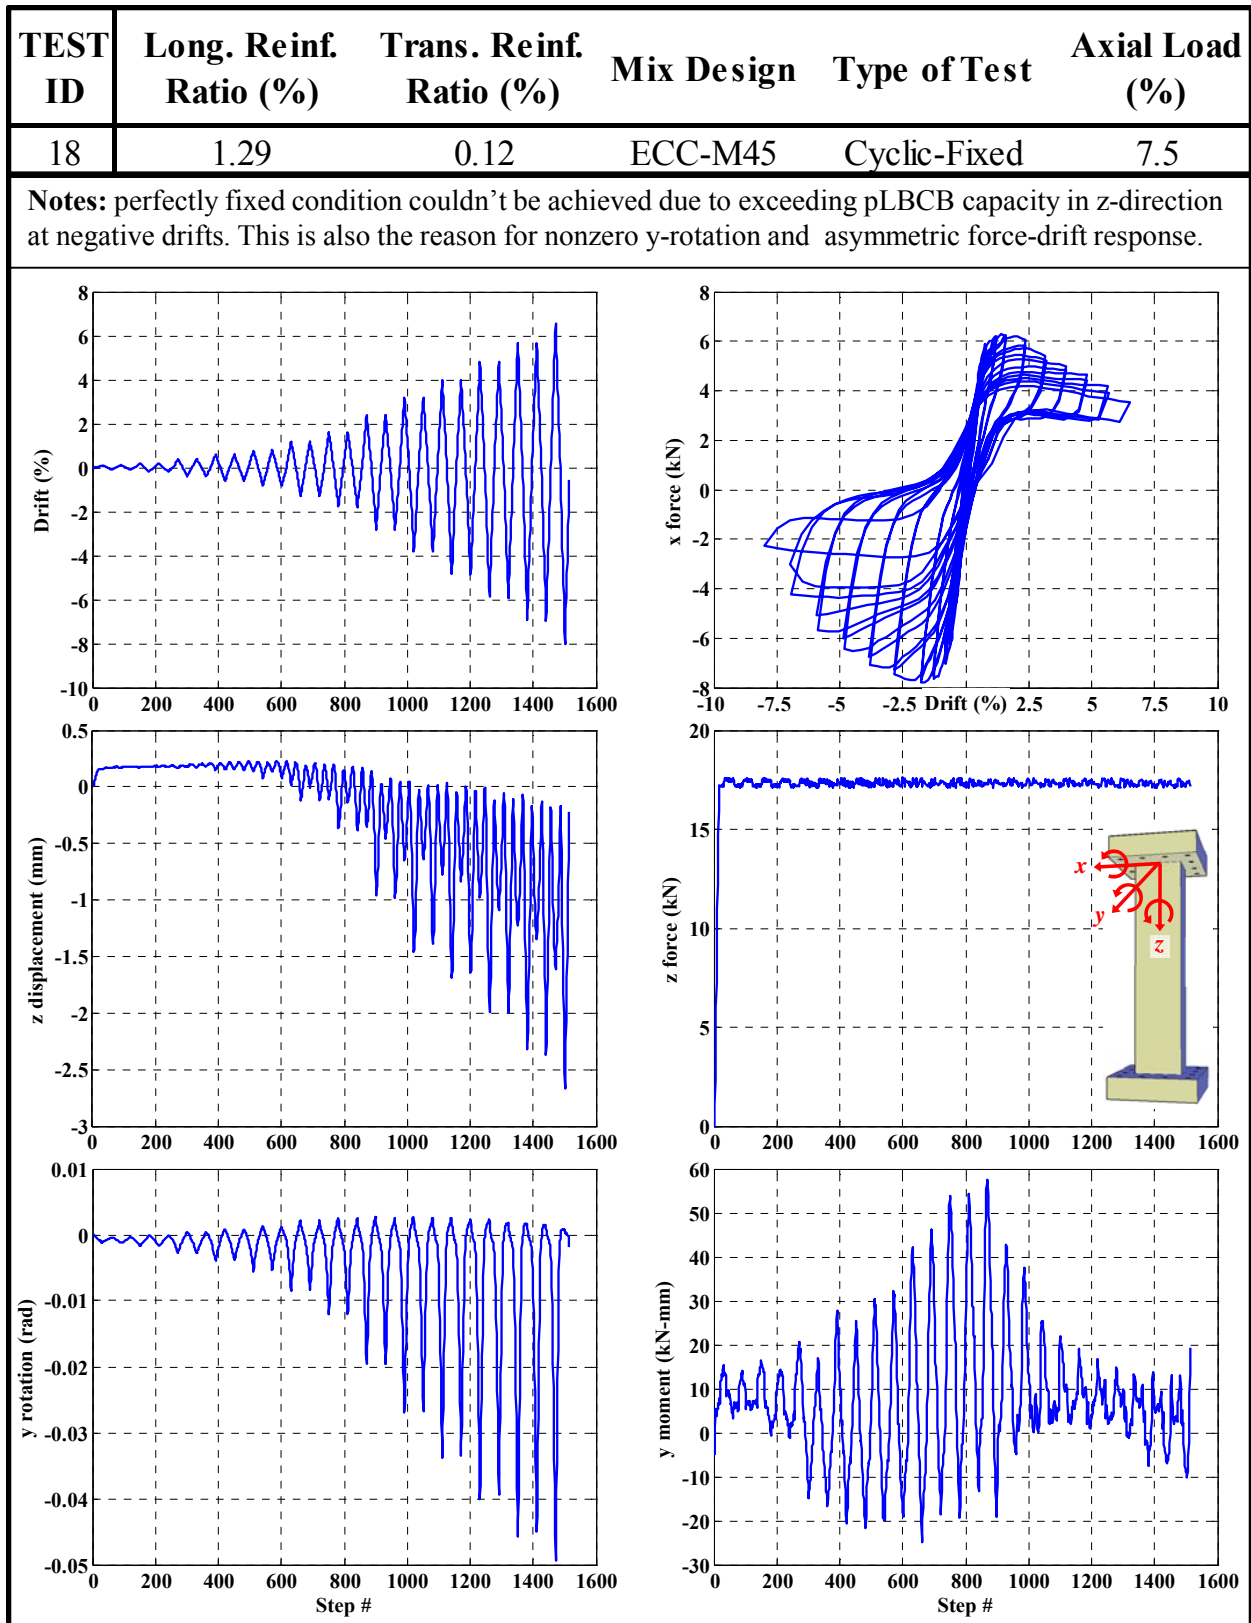 TEST ID Long. Reinf. Ratio (%) Trans. Reinf. Ratio (%) Mix Design Type of Test Axial Load (%)
18 1.29 0.12 ECC-M45 Cyclic-Fixed 7.5
Notes: perfectly fixed condition couldn't be achieved due to exceeding pLBCB capacity in z-direction
at negative drifts. This is also the reason for nonzero y-rotation and asymmetric force-drift response.
8
6
4
2
0
-2
-4
-6
-8
-10
Drift (%)
0 200 400 600 800 1000 1200 1400 1600
8
6
4
2
0
-2
-4
-6
-8
x force (kN)
-10 -7.5 -5 -2.5 Drift (%) 2.5 5 7.5 10
0.5
0
-0.5
-1
-1.5
-2
-2.5
-3
z displacement (mm)
0 200 400 600 800 1000 1200 1400 1600
20
15
10
5
0
z force (kN)
x
y
z
0 200 400 600 800 1000 1200 1400 1600
0.01
0
-0.01
-0.02
-0.03
-0.04
-0.05
y rotation (rad)
0 200 400 600 800 1000 1200 1400 1600
Step #
60
50
40
30
20
10
0
-10
-20
-30
y moment (kN-mm)
0 200 400 600 800 1000 1200 1400 1600
Step #